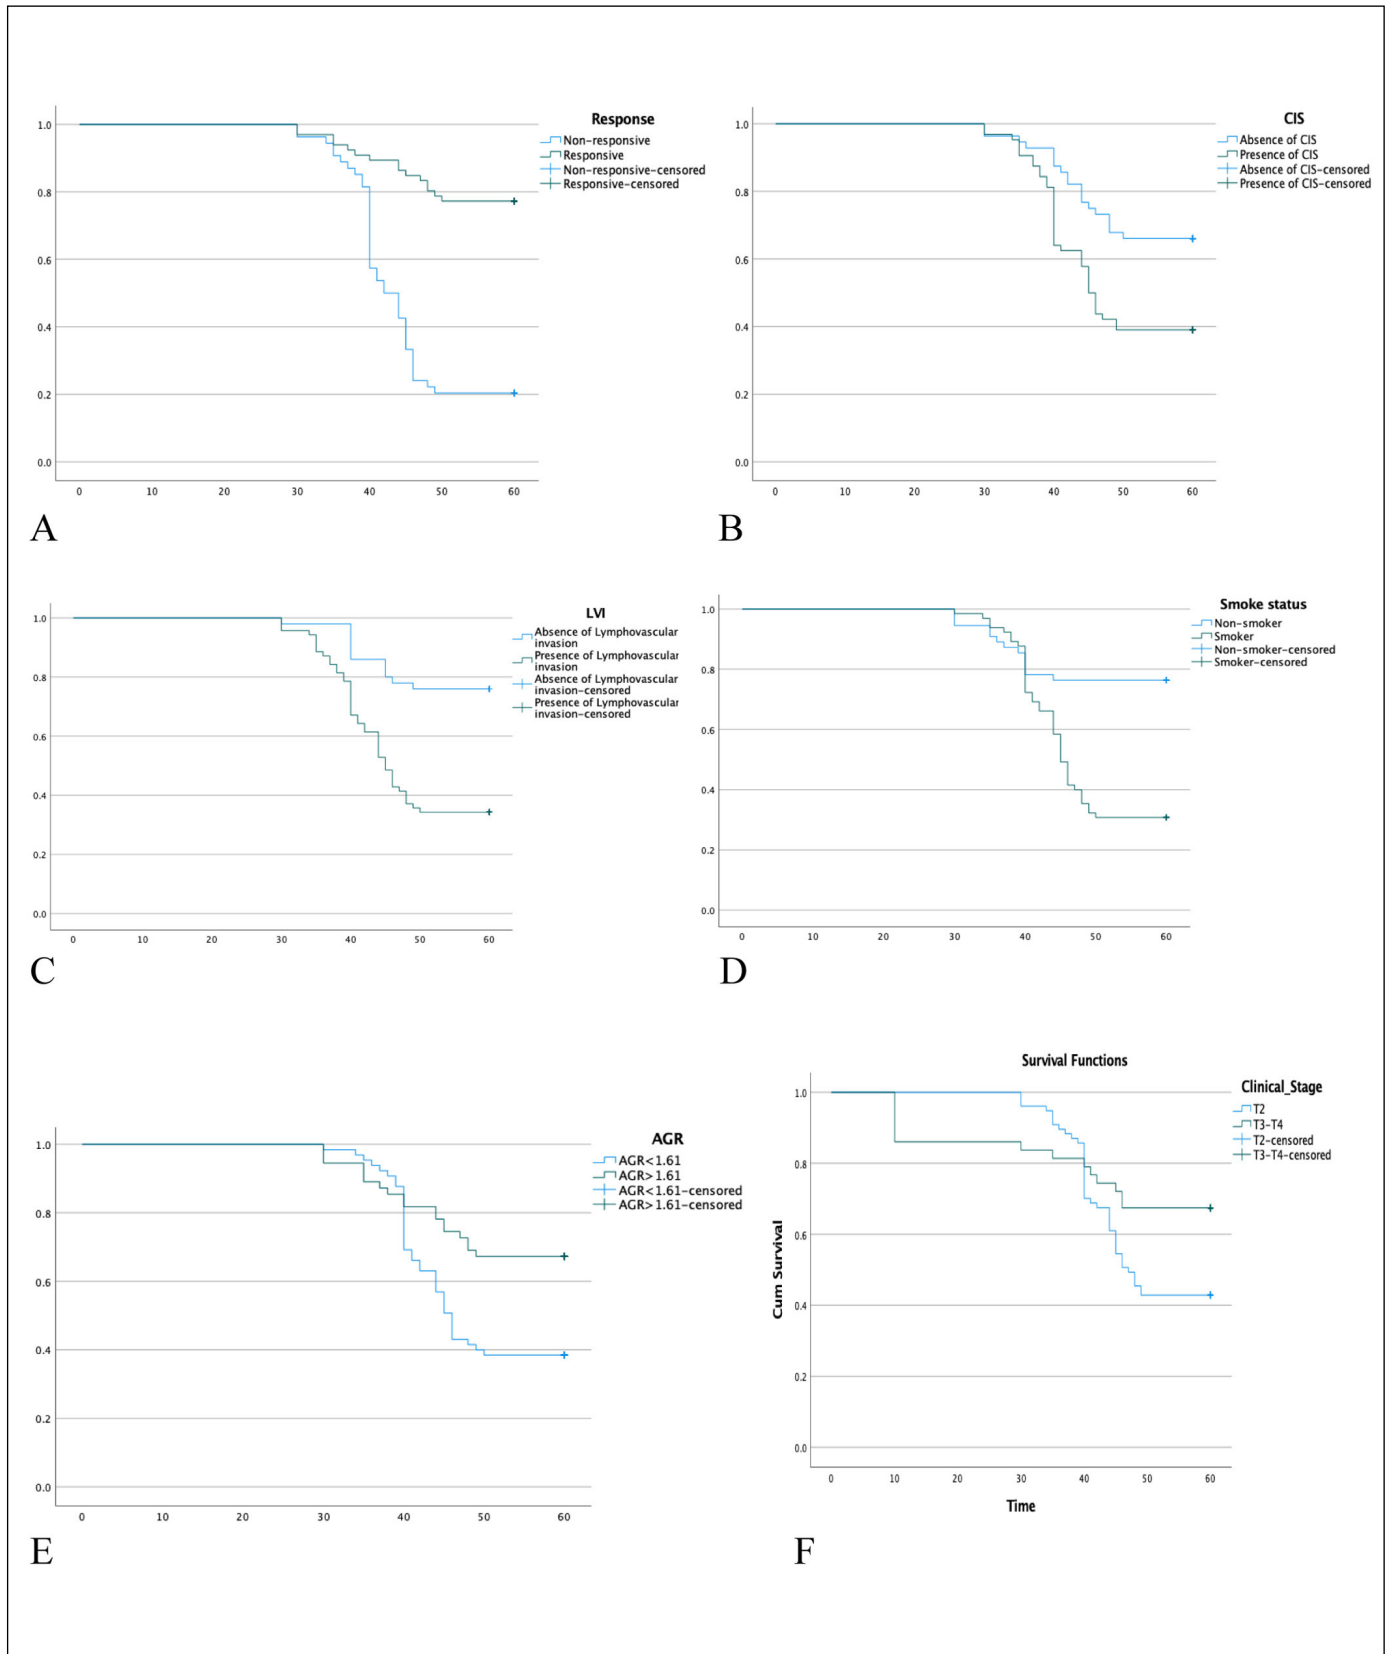 Response
Non-responsive
Responsive
Non-responsive-censored
Responsive-censored
1.0
0.8
0.6
0.4
0.2
0.0
0 10 20 30 40 50 60
A
CIS
Absence of CIS
Presence of CIS
Absence of CIS-censored
Presence of CIS-censored
1.0
0.8
0.6
0.4
0.2
0.0
0 10 20 30 40 50 60
B
LVI
Absence of Lymphovascular
invasion
Presence of Lymphovascular
invasion
Absence of Lymphovascular
invasion-censored
Presence of Lymphovascular
invasion-censored
1.0
0.8
0.6
0.4
0.2
0.0
0 10 20 30 40 50 60
C
Smoke status
Non-smoker
Smoker
Non-smoker-censored
Smoker-censored
1.0
0.8
0.6
0.4
0.2
0.0
0 10 20 30 40 50 60
D
AGR
AGR<1.61
AGR>1.61
AGR<1.61-censored
AGR>1.61-censored
1.0
0.8
0.6
0.4
0.2
0.0
0 10 20 30 40 50 60
E
Survival Functions
Clinical_Stage
T2
T3-T4
T2-censored
T3-T4-censored
Cum Survival
1.0
0.8
0.6
0.4
0.2
0.0
0 10 20 30 40 50 60
Time
F